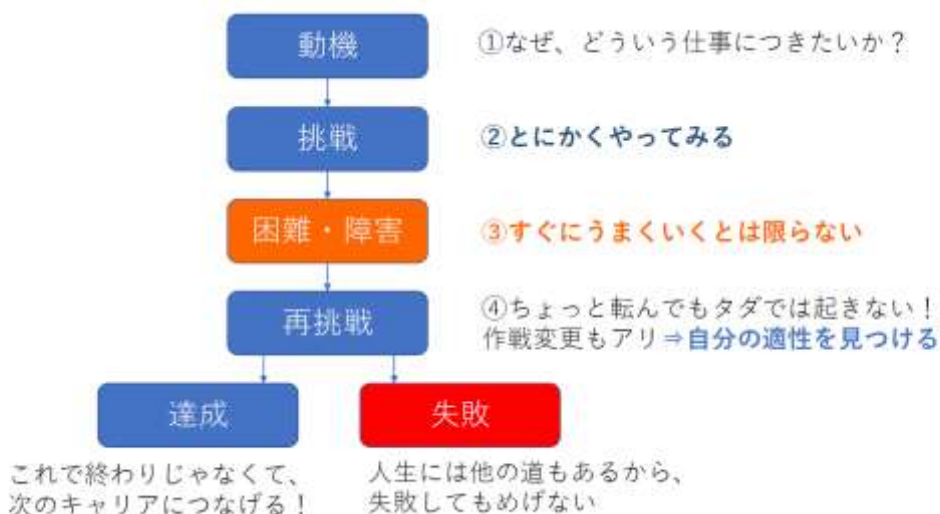 動機
①なぜ、どういう仕事につきたいか？
挑戦
②とにかくやってみる
困難・障害
③すぐにうまくいくとは限らない
再挑戦
④ちょっと転んでもタダでは起きない！
作戦変更もアリ⇒自分の適性を見つける
達成
失敗
これで終わりじゃなくて、
次のキャリアにつなげる！
人生には他の道もあるから、
失敗してもめげない